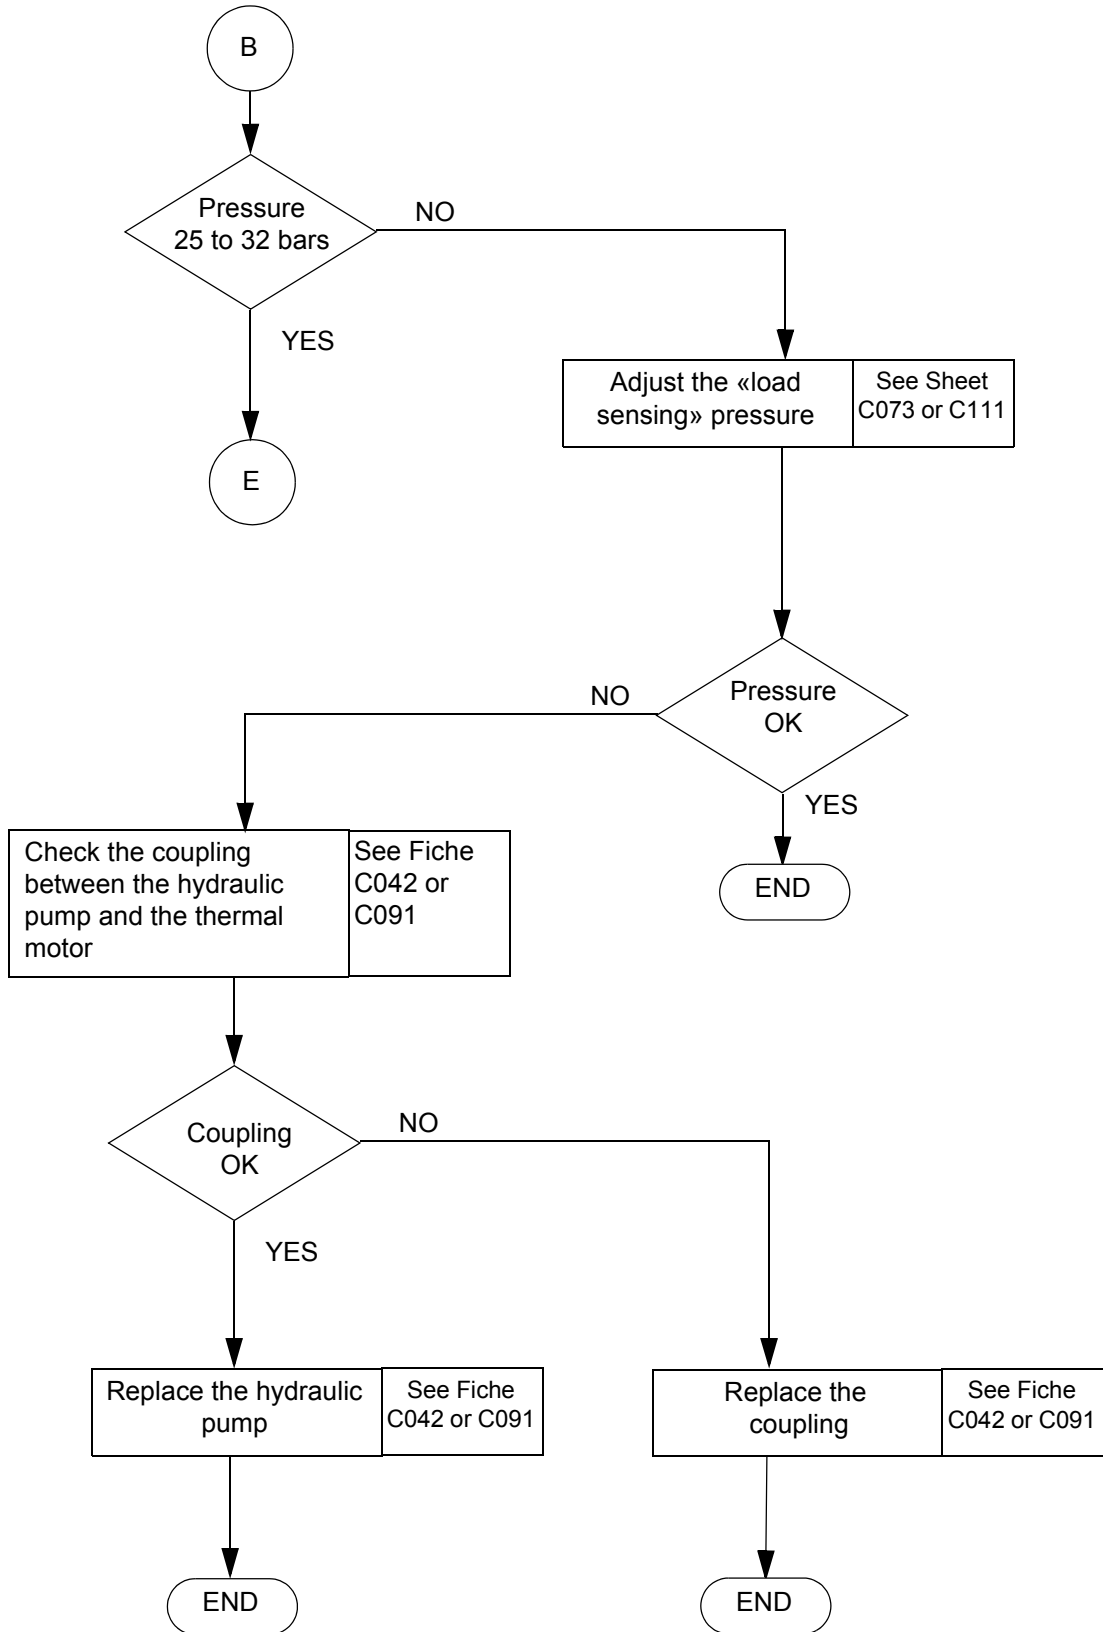 B
Pressure
25 to 32 bars
NO
YES
Adjust the «load
sensing» pressure
See Sheet
C073 or C111
E
Pressure
OK
NO
YES
END
Check the coupling
between the hydraulic
pump and the thermal
motor
See Fiche
C042 or
C091
Coupling
OK
NO
YES
Replace the hydraulic
pump
See Fiche
C042 or C091
Replace the
coupling
See Fiche
C042 or C091
END
END